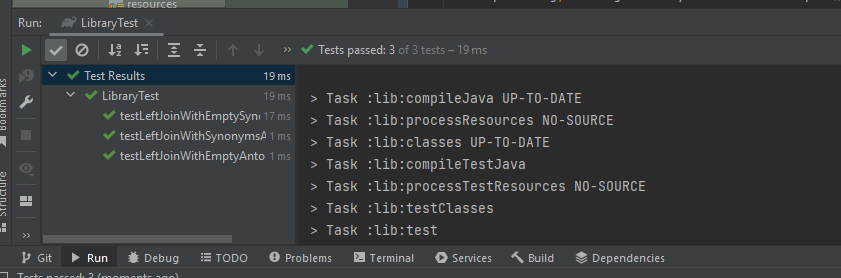 resources
Run: LibraryTest
Tests passed: 3 of 3 tests – 19 ms
Test Results 19 ms
LibraryTest 19 ms
testLeftJoinWithEmptySyn 17 ms
testLeftJoinWithSynonymsA 1 ms
testLeftJoinWithEmptyAnto 1 ms
> Task :lib:compileJava UP-TO-DATE
> Task :lib:processResources NO-SOURCE
> Task :lib:classes UP-TO-DATE
> Task :lib:compileTestJava
> Task :lib:processTestResources NO-SOURCE
> Task :lib:testClasses
> Task :lib:test
Bookmarks
Structure
Git Run Debug TODO Problems Terminal Services Build Dependencies
Tests passed: 3 (moments ago)